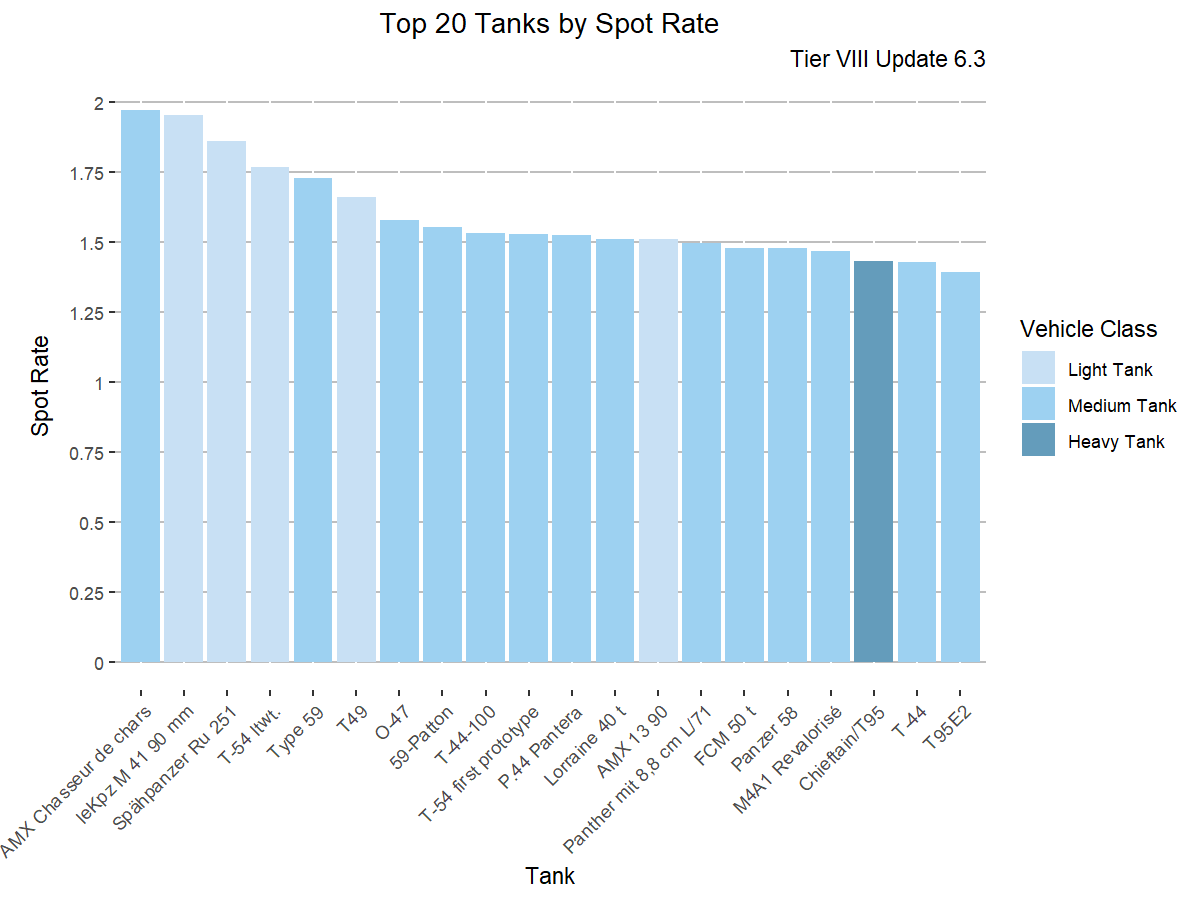 Top 20 Tanks by Spot Rate
Tier VIII Update 6.3
Spot Rate
2
1.75
1.5
1.25
1
0.75
0.5
0.25
0
AMX Chasseur de chars
leKpz M 41 90 mm
Spähpanzer Ru 251
T-54 ltwt.
Type 59
T49
O-47
59-Patton
T-44-100
T-54 first prototype
P.44 Pantera
Lorraine 40 t
AMX 13 90
Panther mit 8,8 cm L/71
FCM 50 t
Panzer 58
M4A1 Revalorisé
Chieftain/T95
T-44
T95E2
Tank
Vehicle Class
Light Tank
Medium Tank
Heavy Tank